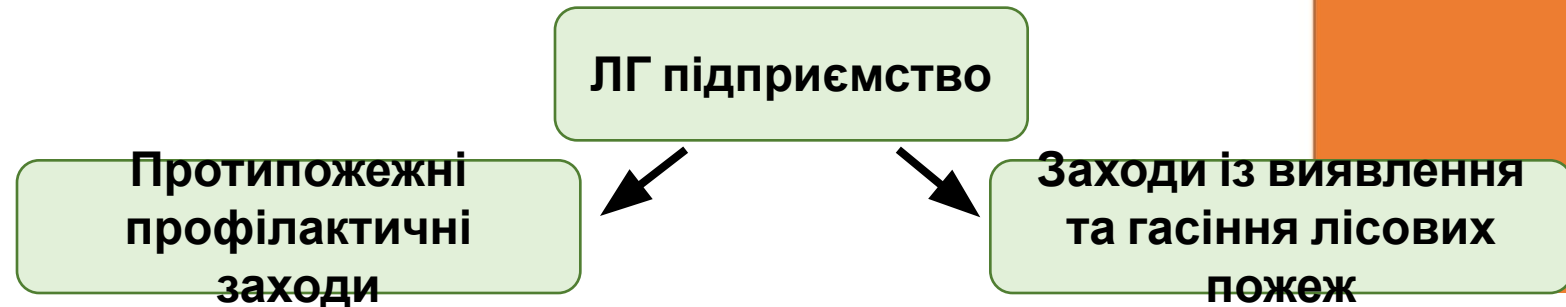 ЛГ підприємство
Протипожежні
профілактичні
заходи
Заходи із виявлення
та гасіння лісових
пожеж